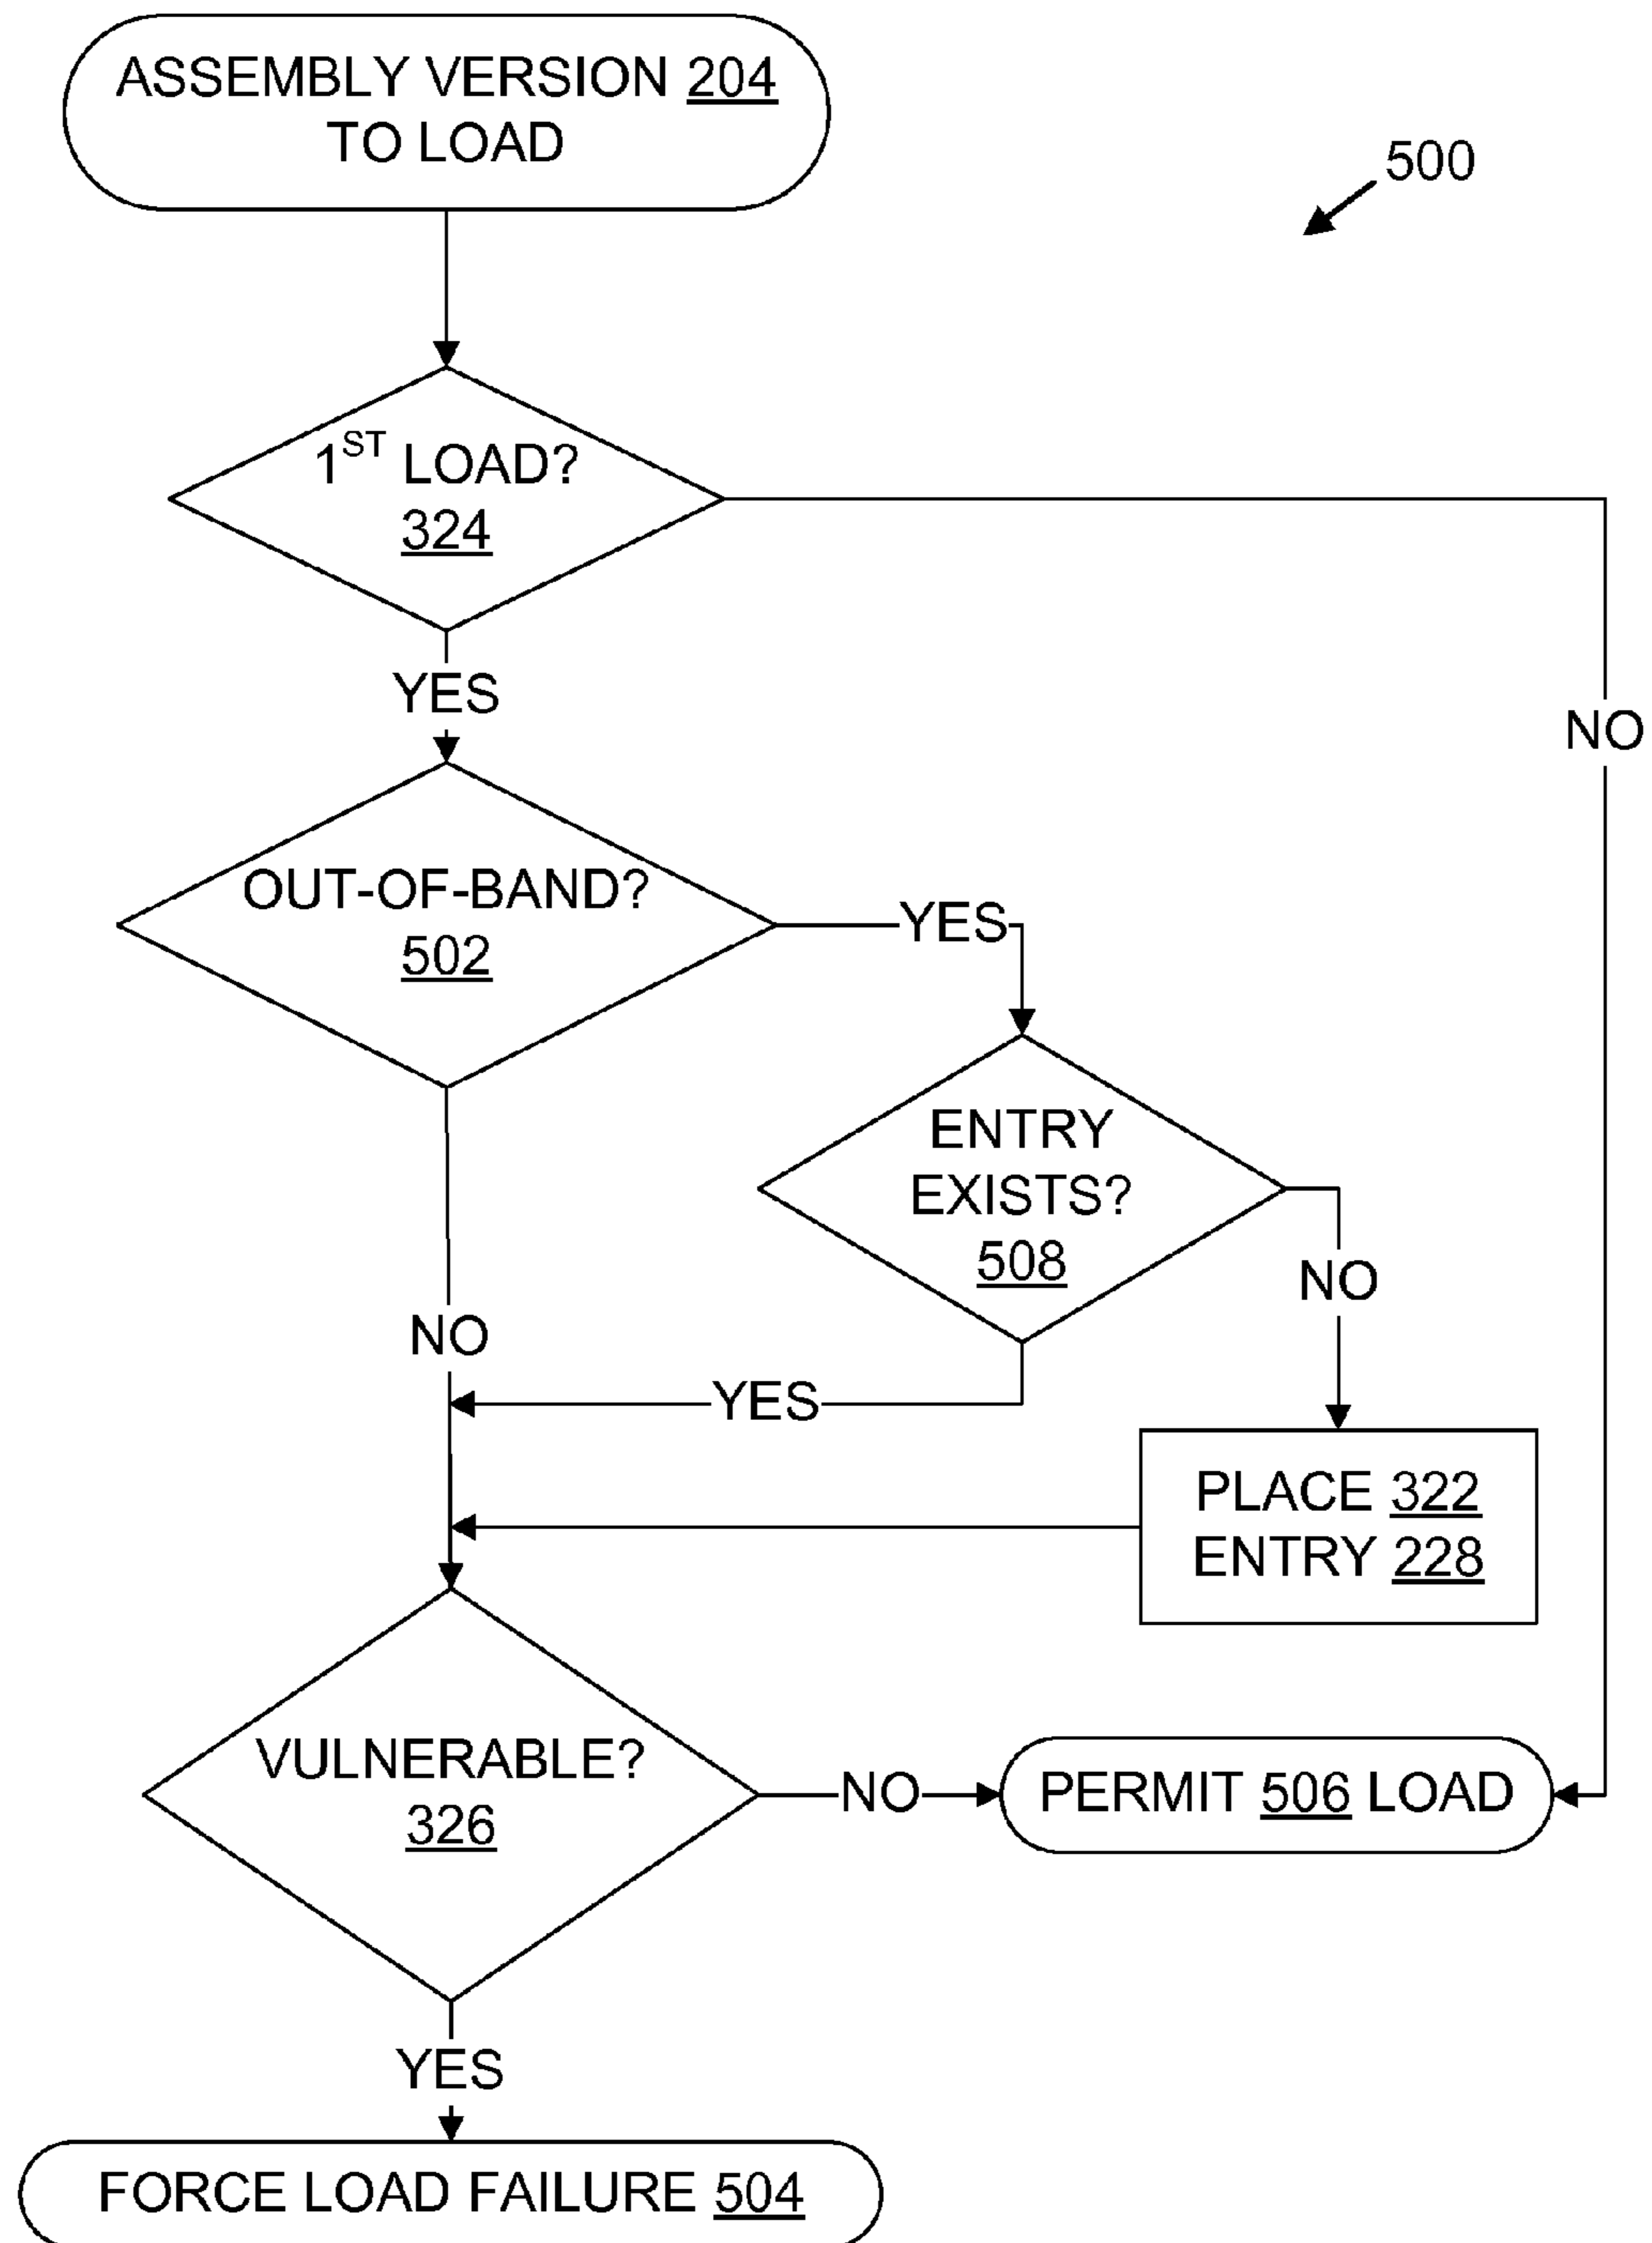 ASSEMBLY VERSION 204
TO LOAD
500
1ST LOAD?
324
YES
NO
OUT-OF-BAND?
502
YES
ENTRY
EXISTS?
508
NO
NO
YES
PLACE 322
ENTRY 228
VULNERABLE?
326
NO
PERMIT 506 LOAD
YES
FORCE LOAD FAILURE 504